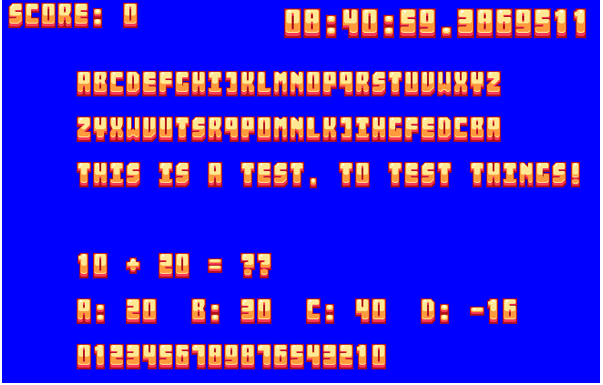 SCORE: 0
08:40:59.3869511
ABCDEFGHIJKLMNOPQRSTUVWXYZ
ZYXWVUTSRQPOMNLKJIHGFEDCBA
THIS IS A TEST, TO TEST THINGS!
10 + 20 = ??
A: 20 B: 30 C: 40 D: -16
0123456789876543210